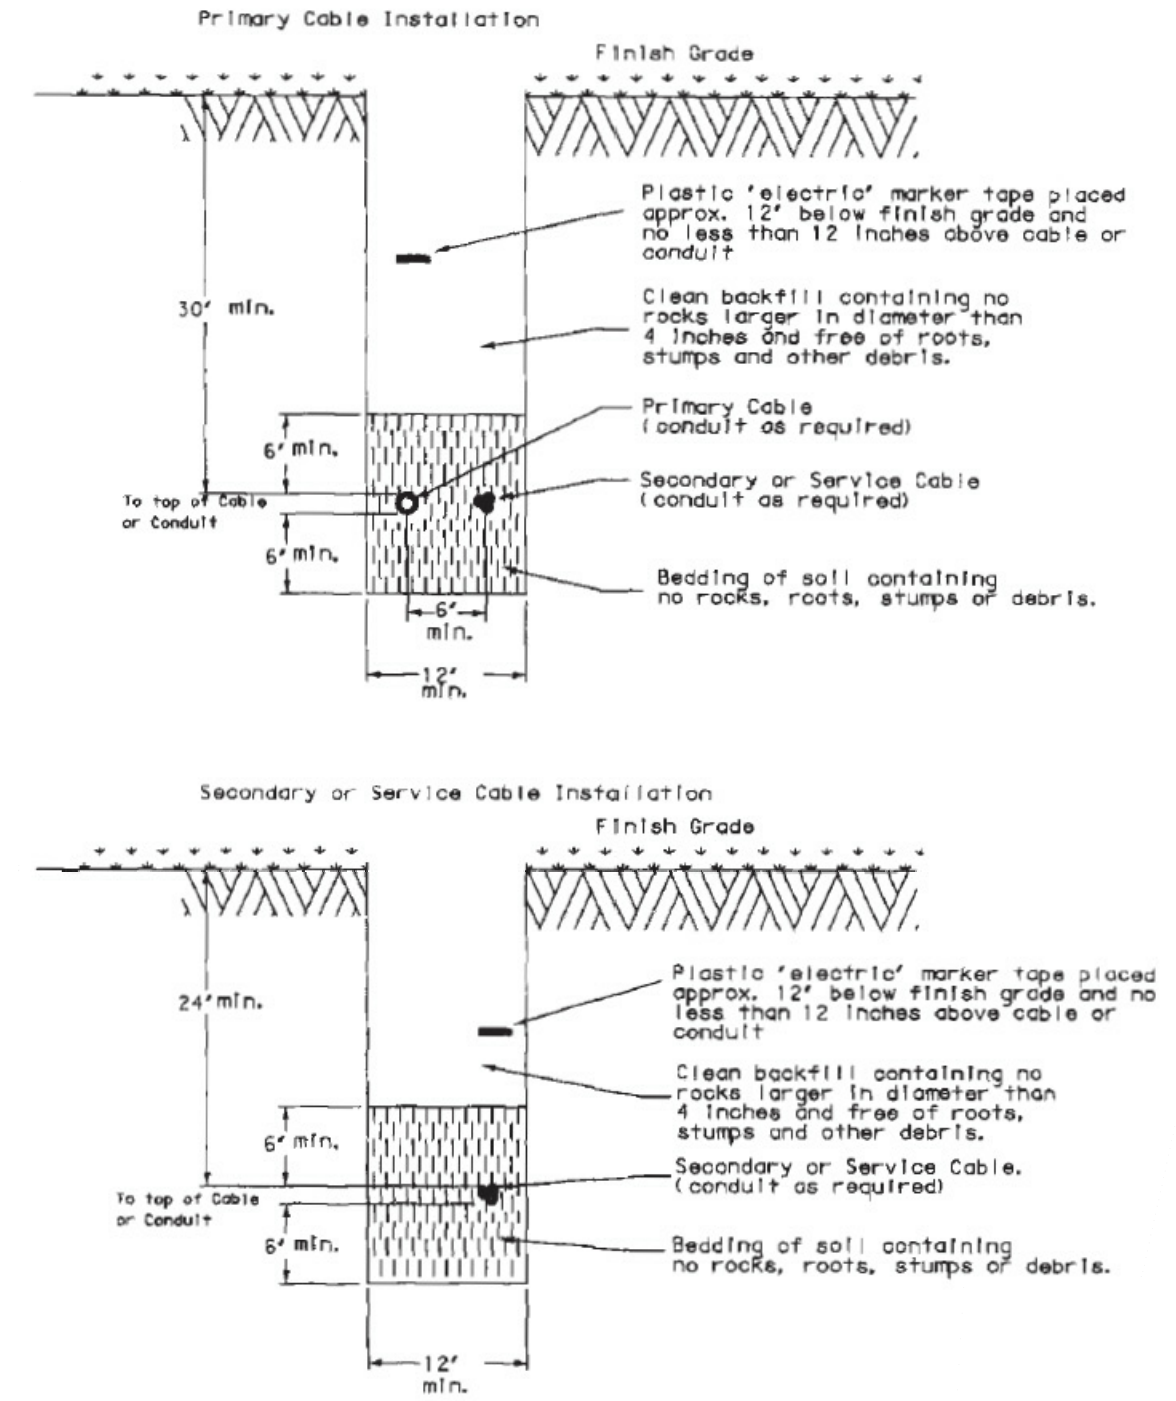 Primary Cable Installation
Finish Grade
Plastic 'electric' marker tape placed
approx. 12' below finish grade and
no less than 12 inches above cable or
conduit
30' min.
Clean backfill containing no
rocks larger in diameter than
4 inches and free of roots,
stumps and other debris.
Primary Cable
(conduit as required)
6' min.
Secondary or Service Cable
(conduit as required)
To top of Cable
or Conduit
6' min.
Bedding of soil containing
no rocks, roots, stumps or debris.
6'
min.
12'
min.
Secondary or Service Cable Installation
Finish Grade
Plastic 'electric' marker tape placed
approx. 12' below finish grade and no
less than 12 inches above cable or
conduit
24' min.
Clean backfill containing no
rocks larger in diameter than
4 inches and free of roots,
stumps and other debris.
6' min.
Secondary or Service Cable.
(conduit as required)
To top of Cable
or Conduit
6' min.
Bedding of soil containing
no rocks, roots, stumps or debris.
12'
min.